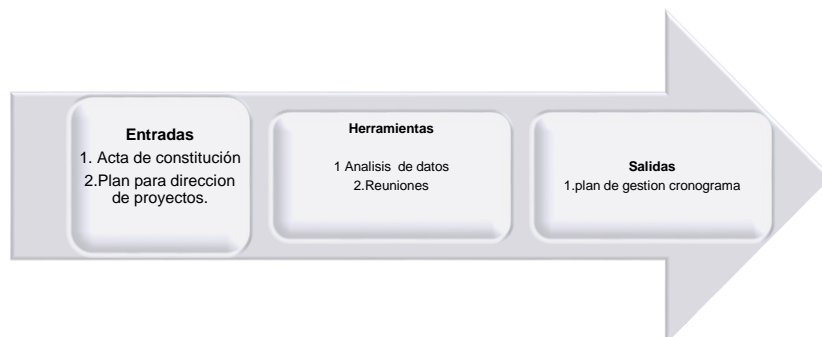 Entradas
1. Acta de constitución
2.Plan para direccion
de proyectos.
Herramientas
1 Analisis de datos
2.Reuniones
Salidas
1.plan de gestion cronograma